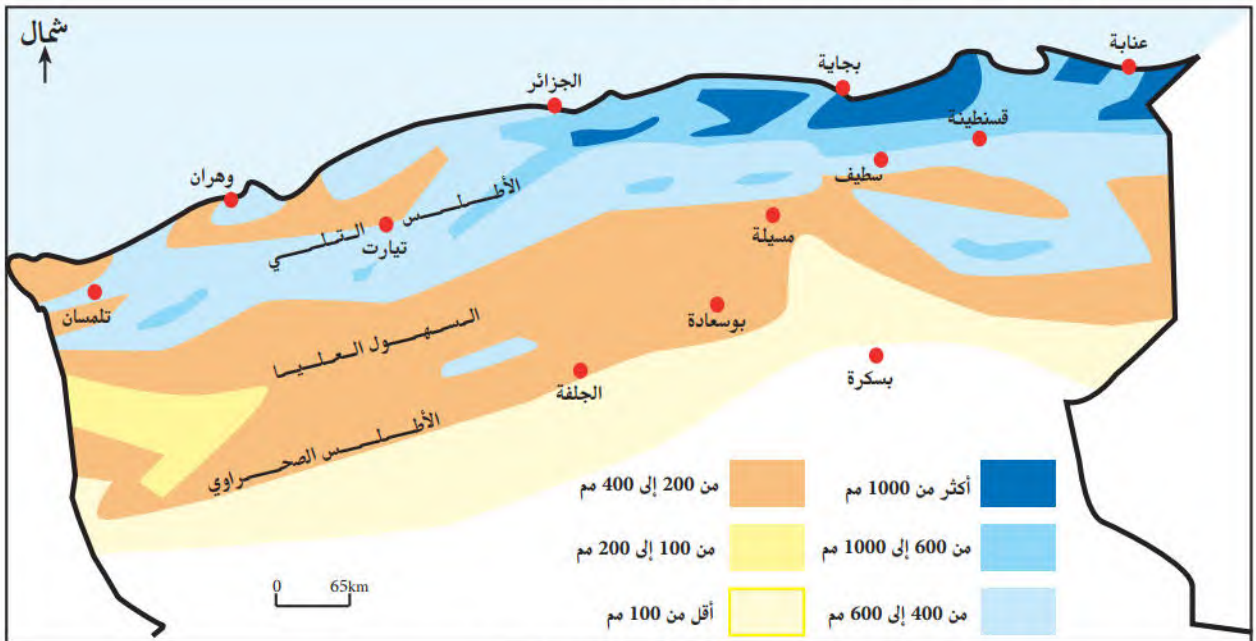 شمال
عنابة
بجاية
الجزائر
قسنطينة
سطيف
وهران
الأطلس التلي
تيارت
مسيلة
تلمسان
بوسعادة
السهول العليا
بسكرة
الجلفة
الأطلس الصحراوي
أكثر من 1000 مم
من 200 إلى 400 مم
من 600 إلى 1000 مم
من 100 إلى 200 مم
من 400 إلى 600 مم
أقل من 100 مم
0 65km